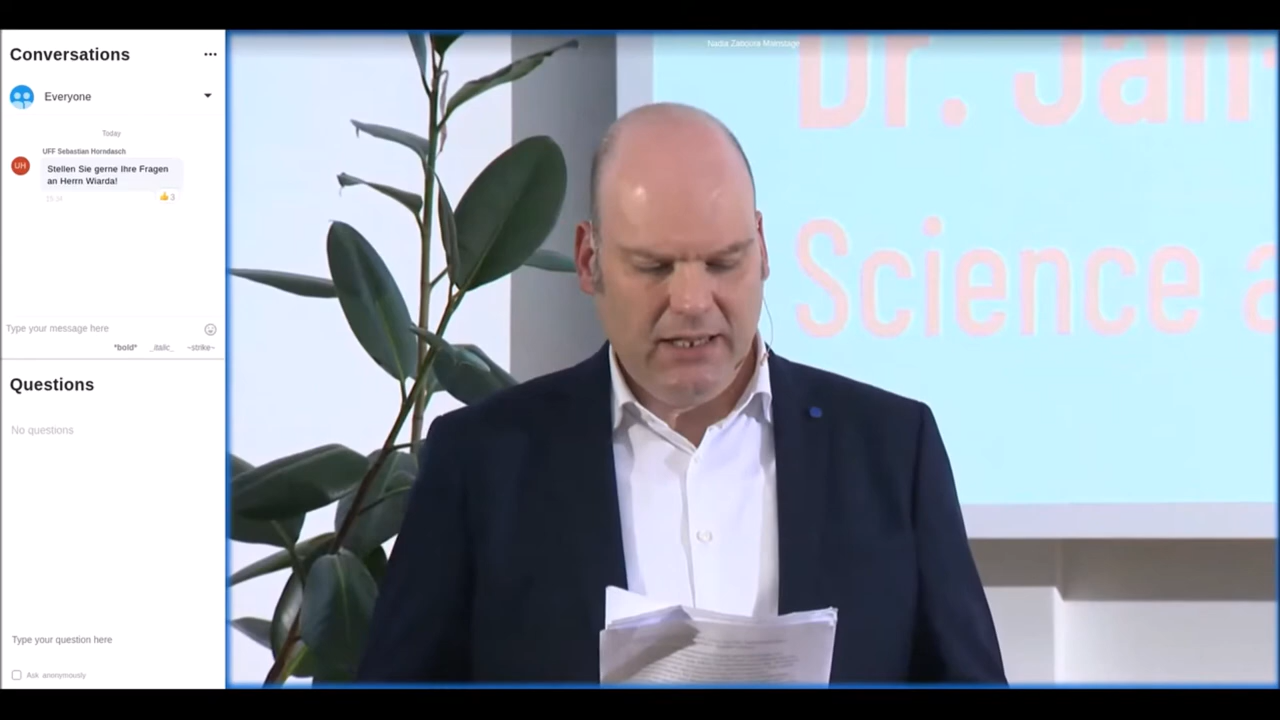 Conversations
Everyone
Today
UFF Sebastian Horndasch
UH
Stellen Sie gerne Ihre Fragen
an Herrn Wiarda!
👍3
Type your message here
*bold* _italic_ ~strike~
Questions
No questions
Type your question here
Ask anonymously
Nadia Zaboura Mainstage
Dr. Jan-
Science a